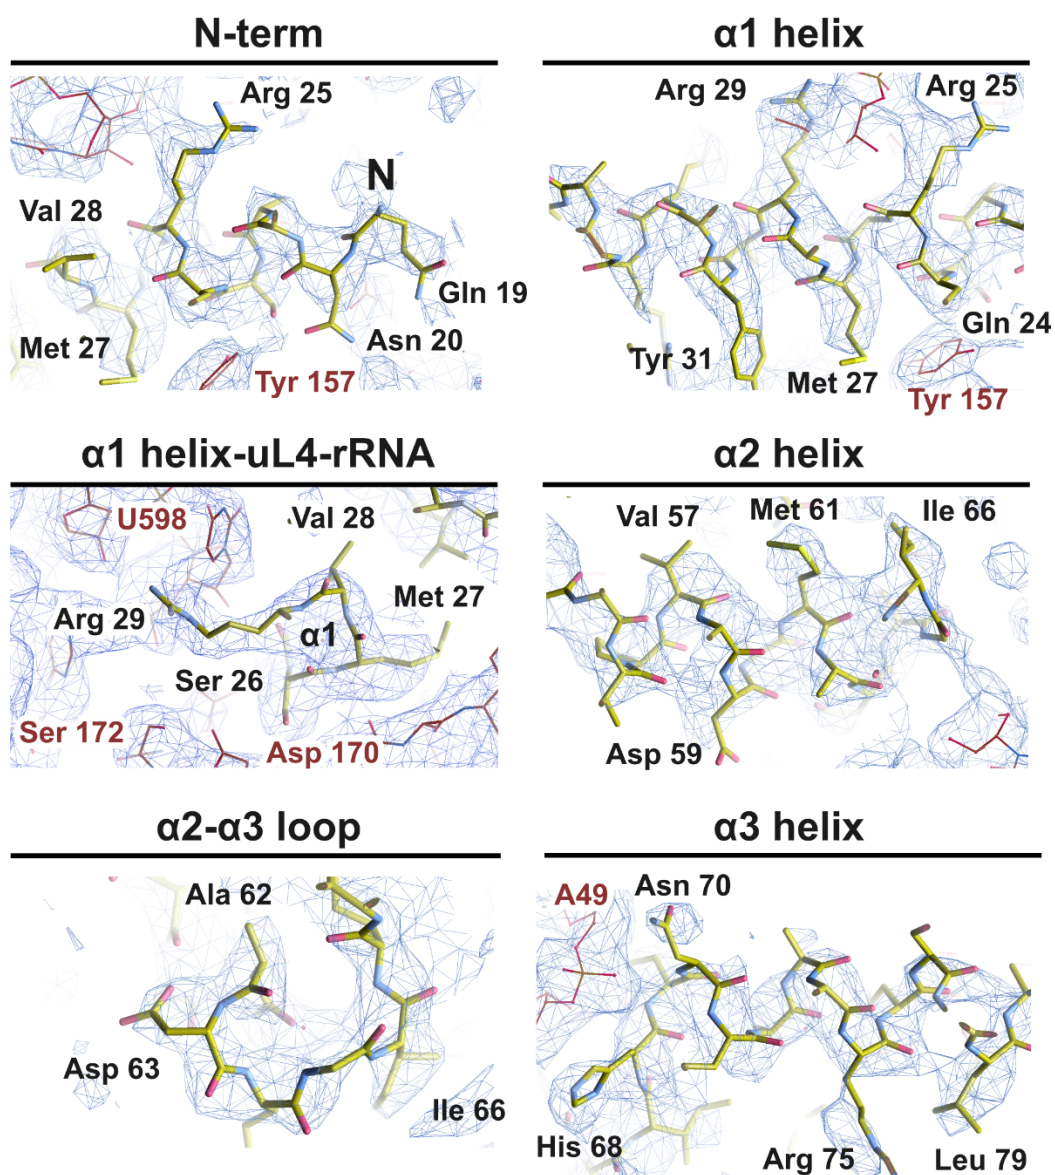 N-term
Arg 25
N
Val 28
Gln 19
Met 27
Asn 20
Tyr 157
α1 helix
Arg 29
Arg 25
Gln 24
Tyr 31
Met 27
Tyr 157
α1 helix-uL4-rRNA
U598
Val 28
Met 27
Arg 29
α1
Ser 26
Ser 172
Asp 170
α2 helix
Val 57
Met 61
Ile 66
Asp 59
α2-α3 loop
Ala 62
Asp 63
Ile 66
α3 helix
A49
Asn 70
His 68
Arg 75
Leu 79